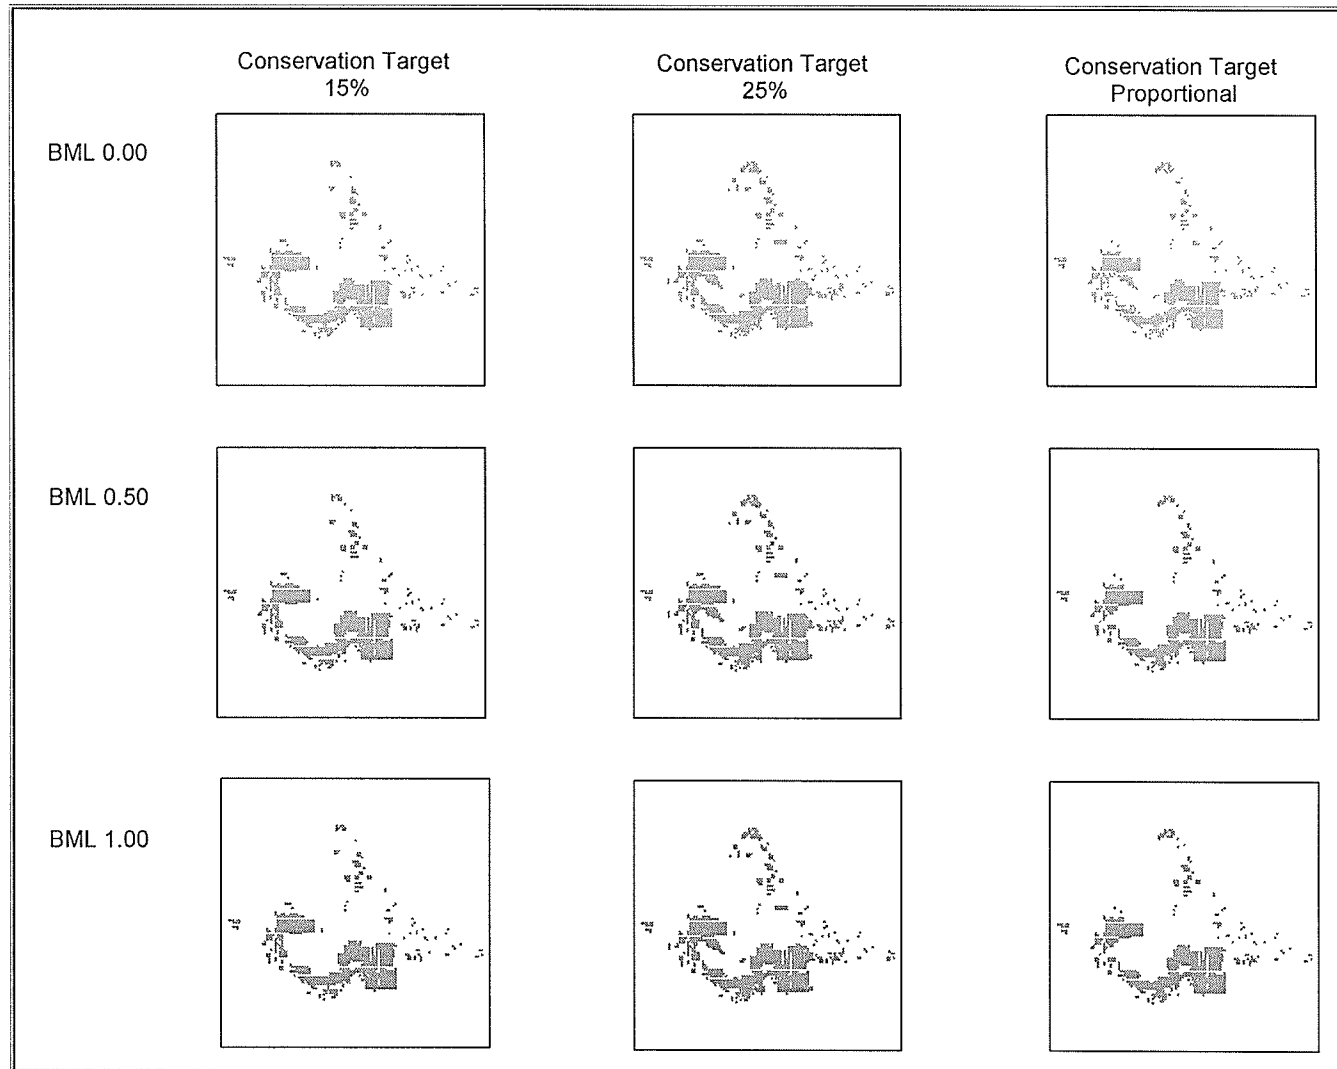 Conservation Target
15%
Conservation Target
25%
Conservation Target
Proportional
BML 0.00
BML 0.50
BML 1.00